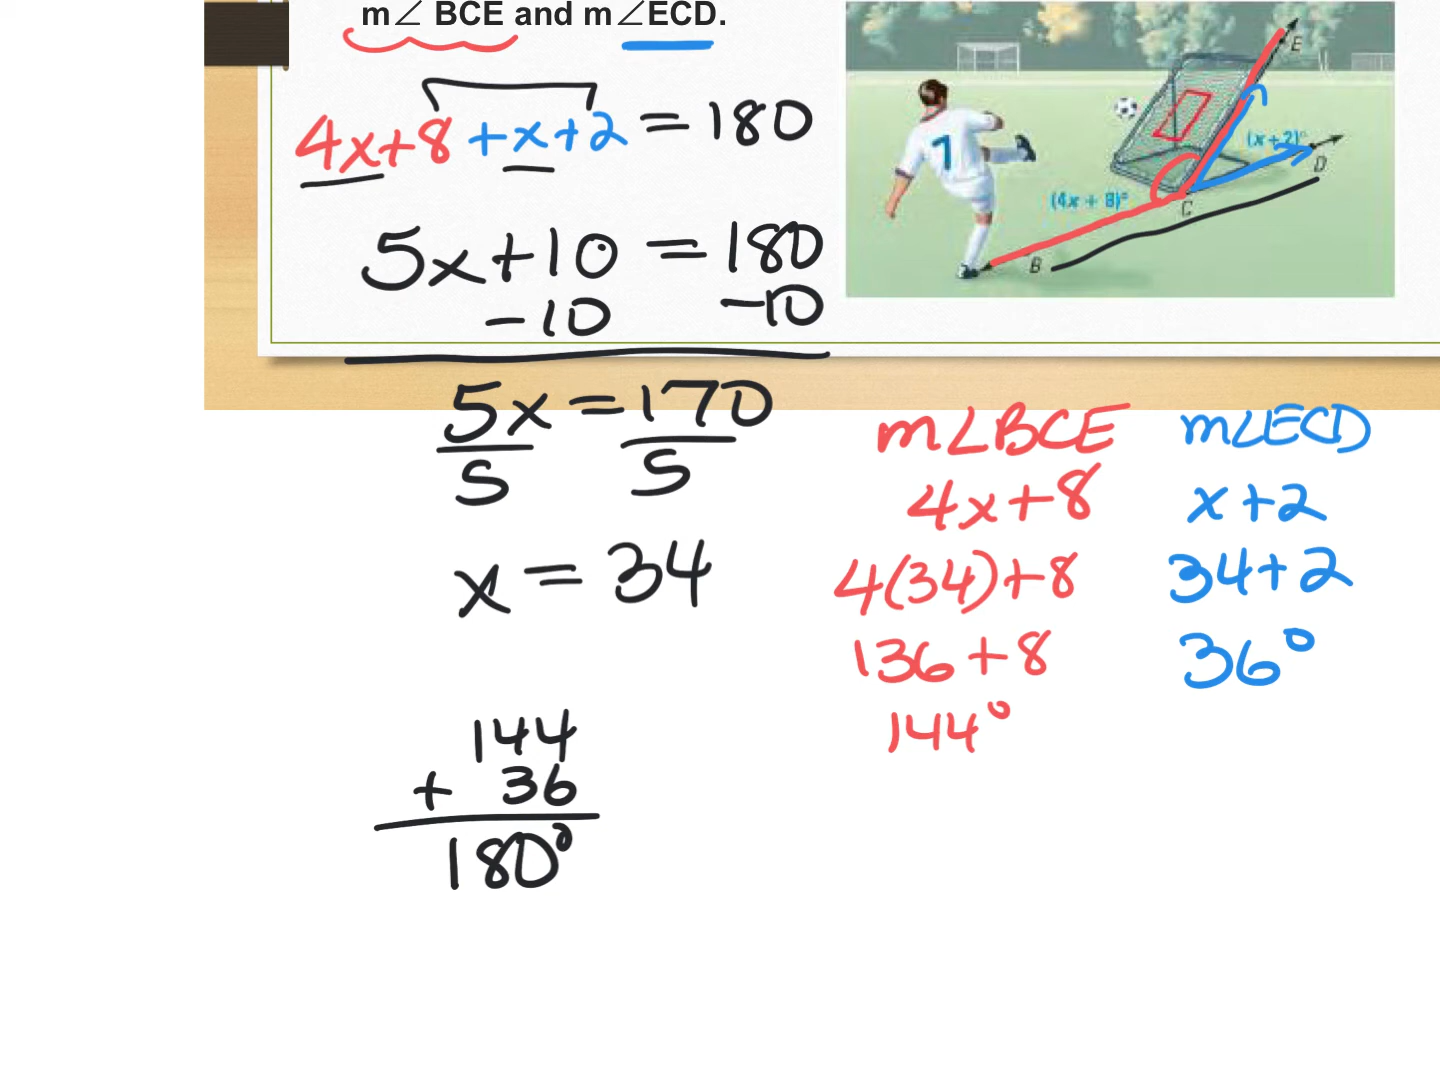 m∠ BCE and m∠ECD.
4x+8 +x+2 = 180
5x+10 = 180
-10 -10
5x = 170
5 5
x = 34
144
+ 36
180°
E
7
(x+2)°
D
(4x + 8)°
C
B
m∠BCE
4x+8
4(34)+8
136+8
144°
m∠ECD
x+2
34+2
36°